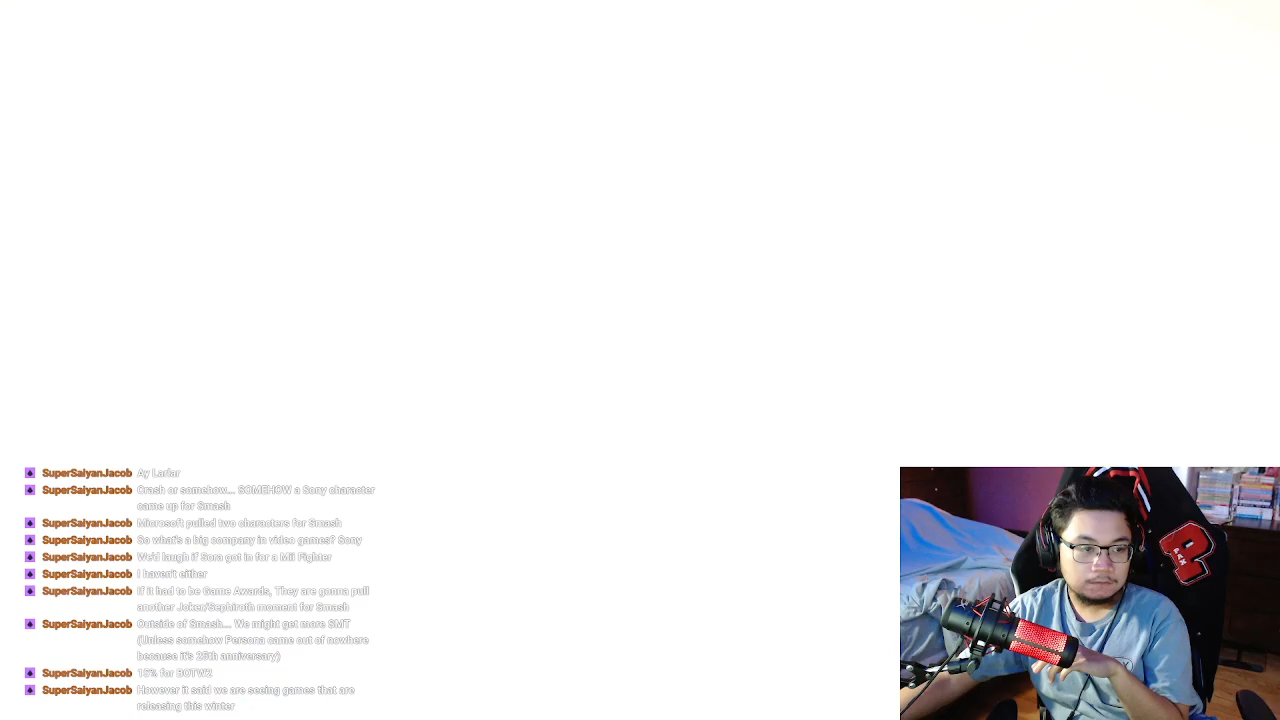 SuperSaiyanJacob Ay Larlar
SuperSaiyanJacob Crash or somehow... SOMEHOW a Sony character
came up for Smash
SuperSaiyanJacob Microsoft pulled two characters for Smash
SuperSaiyanJacob So what's a big company in video games? Sony
SuperSaiyanJacob We'd laugh if Sora got in for a Mii Fighter
SuperSaiyanJacob I haven't either
SuperSaiyanJacob If it had to be Game Awards, They are gonna pull
another Joker/Sephiroth moment for Smash
SuperSaiyanJacob Outside of Smash... We might get more SMT
(Unless somehow Persona came out of nowhere
because it's 25th anniversary)
SuperSaiyanJacob 15% for BOTW2
SuperSaiyanJacob However it said we are seeing games that are
releasing this winter
R